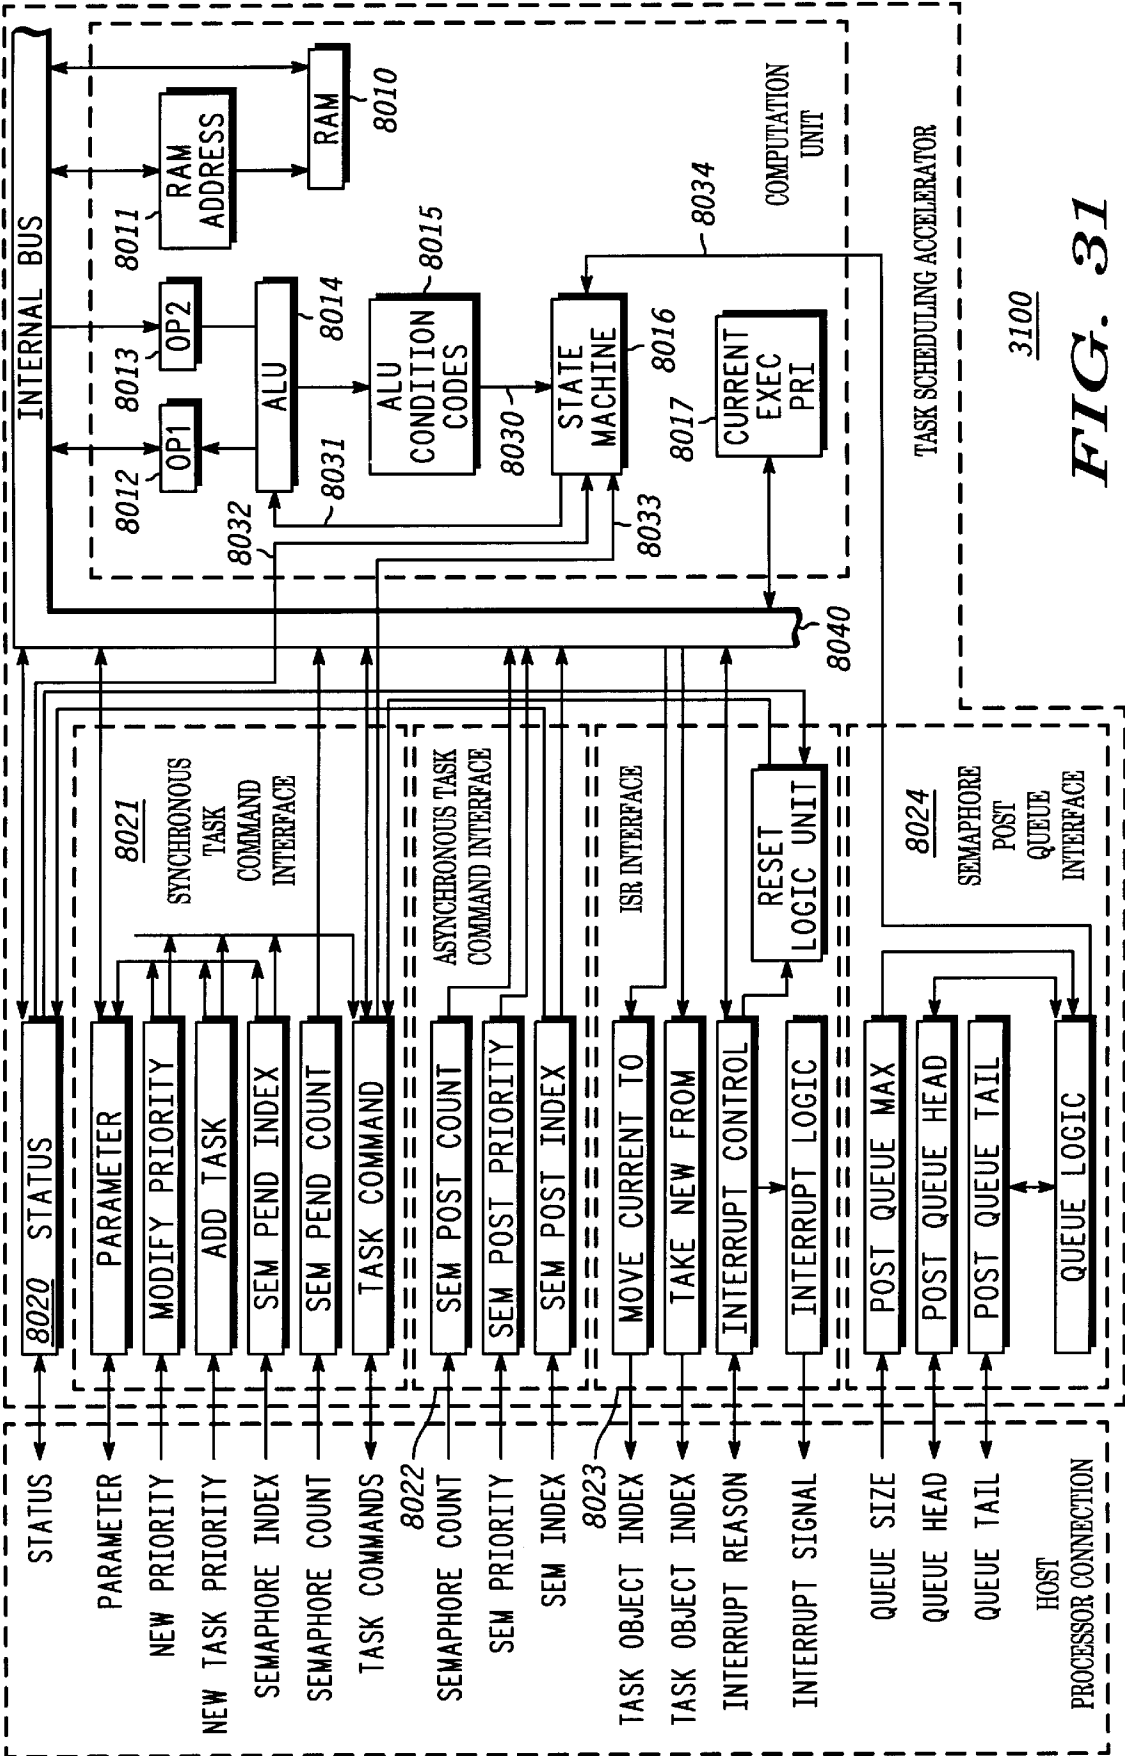 INTERNAL BUS
8012
OP1
8013
OP2
8011
RAM
ADDRESS
RAM
8010
8032
8031
ALU
8014
ALU
CONDITION
CODES
8015
8030
STATE
MACHINE
8016
8033
8034
8017
CURRENT
EXEC
PRI
COMPUTATION
UNIT
8040
TASK SCHEDULING ACCELERATOR
3100
FIG. 31
STATUS
8020 STATUS
PARAMETER
PARAMETER
8021
SYNCHRONOUS
TASK
COMMAND
INTERFACE
NEW PRIORITY
MODIFY PRIORITY
NEW TASK PRIORITY
ADD TASK
SEMAPHORE INDEX
SEM PEND INDEX
SEMAPHORE COUNT
SEM PEND COUNT
TASK COMMANDS
TASK COMMAND
8022
SEMAPHORE COUNT
SEM POST COUNT
ASYNCHRONOUS TASK
COMMAND INTERFACE
SEM PRIORITY
SEM POST PRIORITY
SEM INDEX
SEM POST INDEX
8023
TASK OBJECT INDEX
MOVE CURRENT TO
ISR INTERFACE
TASK OBJECT INDEX
TAKE NEW FROM
INTERRUPT REASON
INTERRUPT CONTROL
RESET
LOGIC UNIT
INTERRUPT SIGNAL
INTERRUPT LOGIC
QUEUE SIZE
POST QUEUE MAX
8024
SEMAPHORE
POST
QUEUE
INTERFACE
QUEUE HEAD
POST QUEUE HEAD
QUEUE TAIL
POST QUEUE TAIL
QUEUE LOGIC
HOST
PROCESSOR CONNECTION